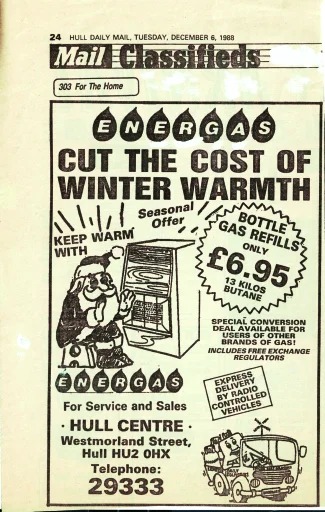 24 HULL DAILY MAIL, TUESDAY, DECEMBER 6, 1988
Mail Classifieds
303 For The Home
ENERGAS
CUT THE COST OF
WINTER WARMTH
Seasonal
Offer
KEEP WARM
WITH
BOTTLE
GAS REFILLS
ONLY
£6.95
13 KILOS
BUTANE
SPECIAL CONVERSION
DEAL AVAILABLE FOR
USERS OF OTHER
BRANDS OF GAS!
INCLUDES FREE EXCHANGE
REGULATORS
ENERGAS
For Service and Sales
· HULL CENTRE ·
Westmorland Street,
Hull HU2 0HX
Telephone:
29333
EXPRESS
DELIVERY
BY RADIO
CONTROLLED
VEHICLES